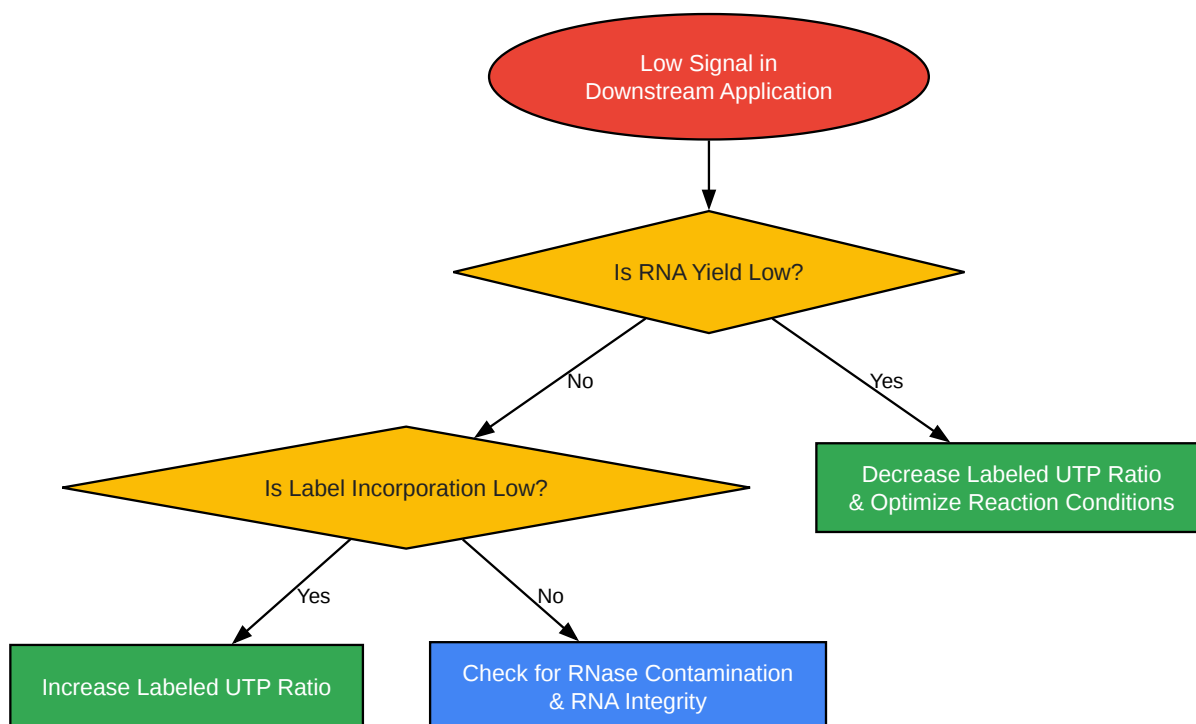 Low Signal in
Downstream Application
Is RNA Yield Low?
No
Yes
Is Label Incorporation Low?
Decrease Labeled UTP Ratio
& Optimize Reaction Conditions
Yes
No
Increase Labeled UTP Ratio
Check for RNase Contamination
& RNA Integrity